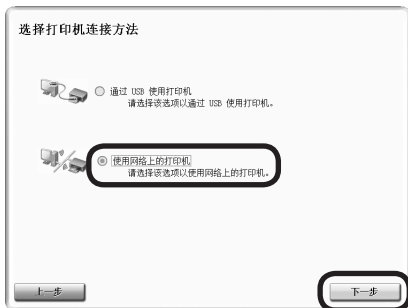 选择打印机连接方法
通过 USB 使用打印机
请选择该选项以通过 USB 使用打印机。
使用网络上的打印机
请选择该选项以使用网络上的打印机。
上一步
下一步